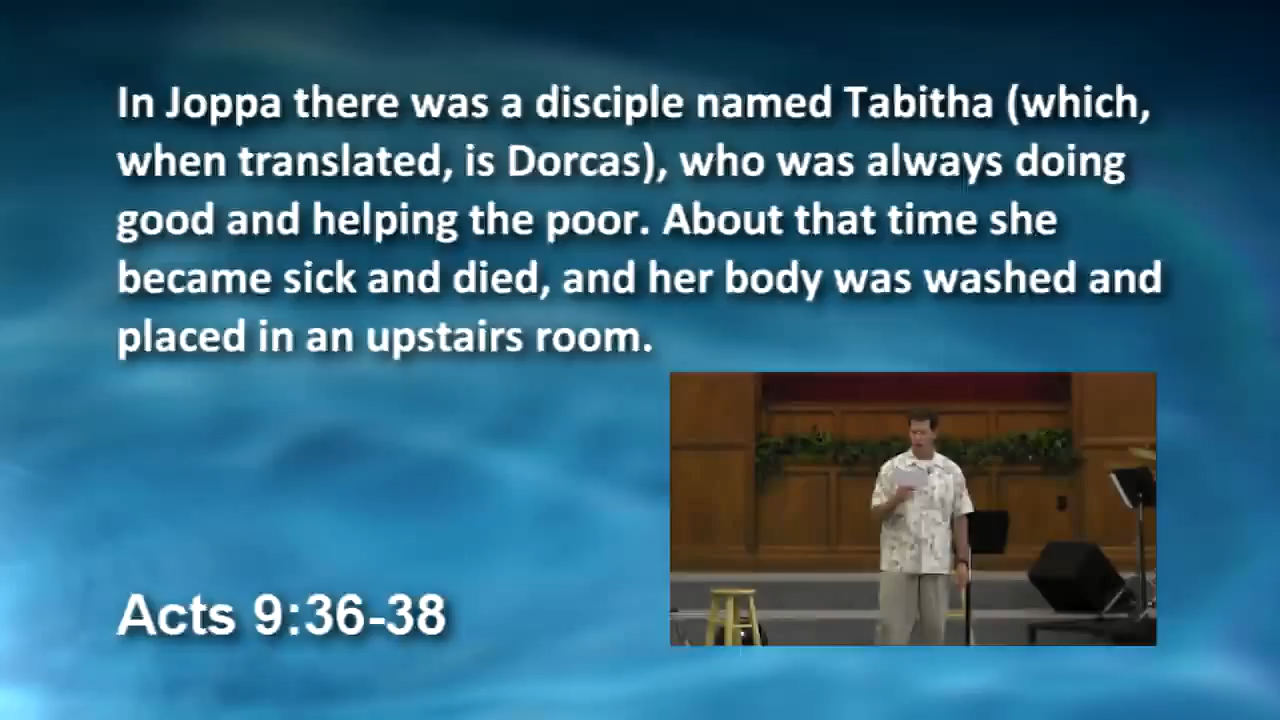 In Joppa there was a disciple named Tabitha (which,
when translated, is Dorcas), who was always doing
good and helping the poor. About that time she
became sick and died, and her body was washed and
placed in an upstairs room.
Acts 9:36-38